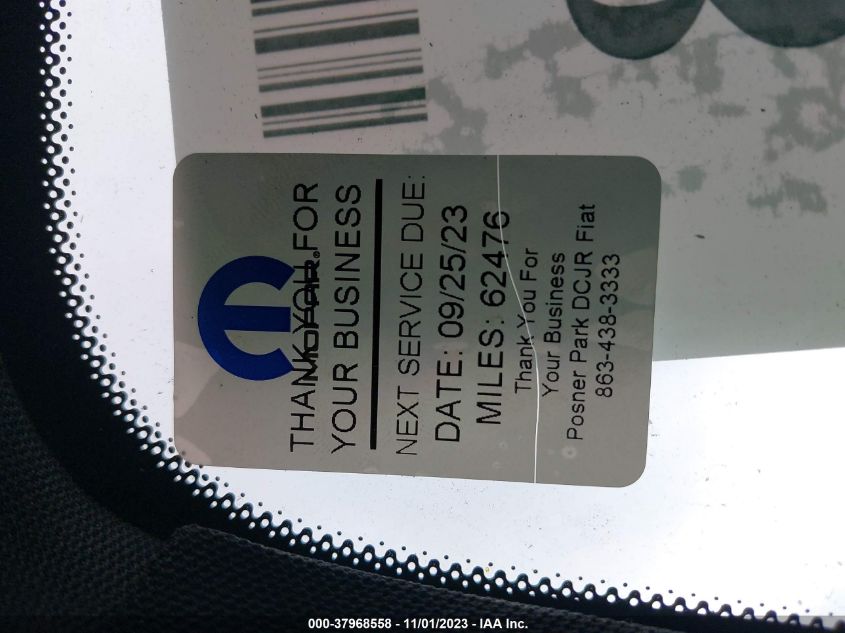 MOPAR®
THANK YOU FOR
YOUR BUSINESS
NEXT SERVICE DUE:
DATE: 09/25/23
MILES: 62476
Thank You For
Your Business
Posner Park DCJR Fiat
863-438-3333
000-37968558 - 11/01/2023 - IAA Inc.